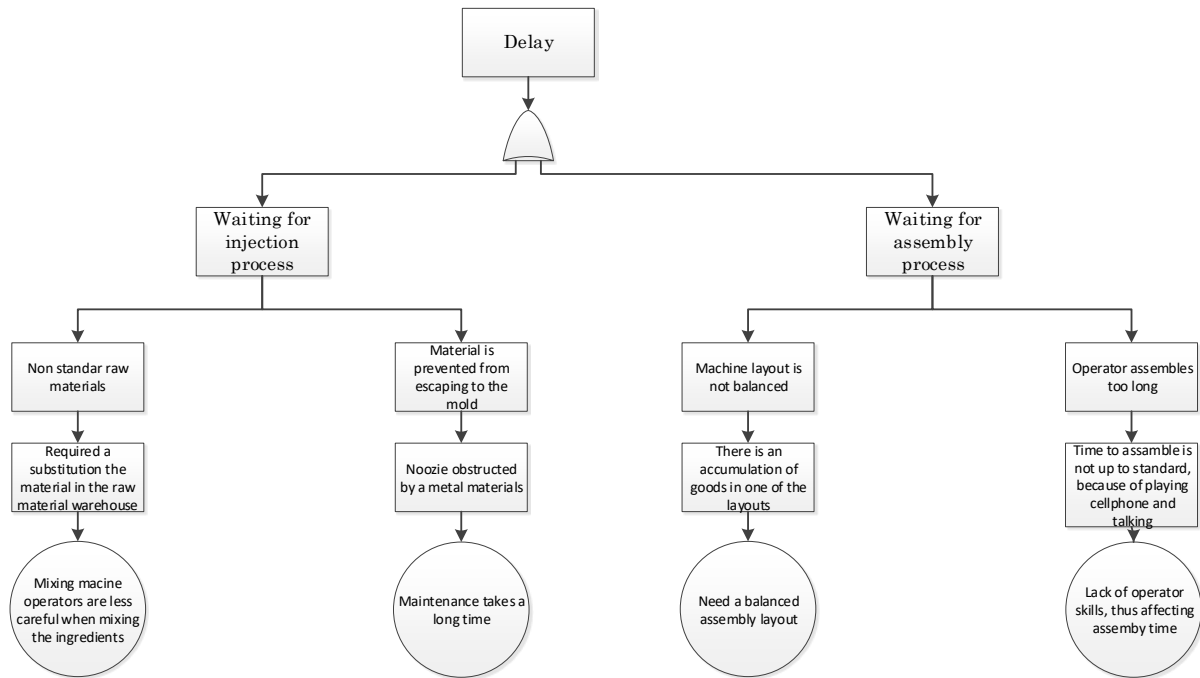 Delay
Waiting for
injection
process
Waiting for
assembly
process
Non standar raw
materials
Material is
prevented from
escaping to the
mold
Machine layout is
not balanced
Operator assembles
too long
Required a
substitution the
material in the raw
material warehouse
Noozie obstructed
by a metal materials
There is an
accumulation of
goods in one of the
layouts
Time to assamble is
not up to standard,
because of playing
cellphone and
talking
Mixing macine
operators are less
careful when mixing
the ingredients
Maintenance takes a
long time
Need a balanced
assembly layout
Lack of operator
skills, thus affecting
assemby time